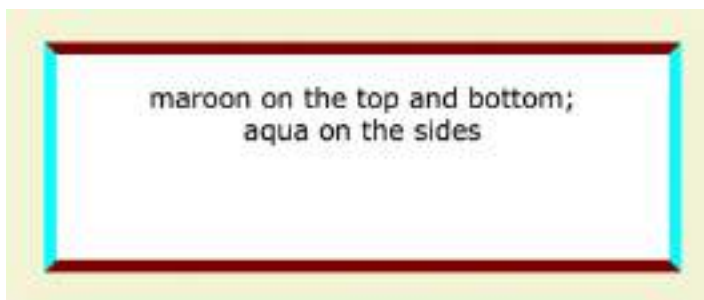 maroon on the top and bottom;
aqua on the sides